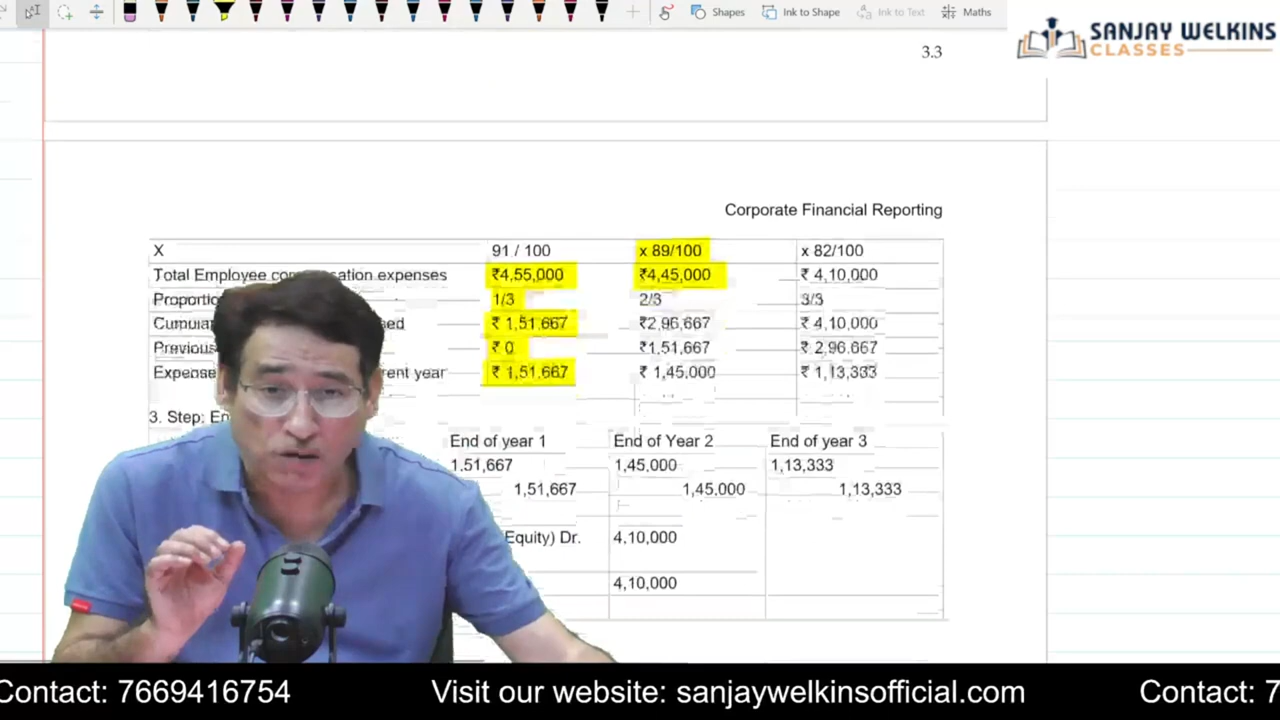 Shapes Ink to Shape Ink to Text Maths
SANJAY WELKINS
CLASSES
3.3
Corporate Financial Reporting
X 91 / 100 x 89/100 x 82/100
Total Employee ation expenses ₹4,55,000 ₹4,45,000 ₹ 4,10,000
1/3 2/3 3/3
₹ 1,51,667 ₹2,96,667 ₹ 4,10,000
Previous ₹ 0 ₹1,51,667 ₹ 2,96,667
Expense rent year ₹ 1,51,667 ₹ 1,45,000 ₹ 1,13,333
3. Step: En
End of year 1 End of Year 2 End of year 3
1,51,667 1,45,000 1,13,333
1,51,667 1,45,000 1,13,333
Equity) Dr. 4,10,000
4,10,000
Contact: 7669416754 Visit our website: sanjaywelkinsofficial.com Contact: 7